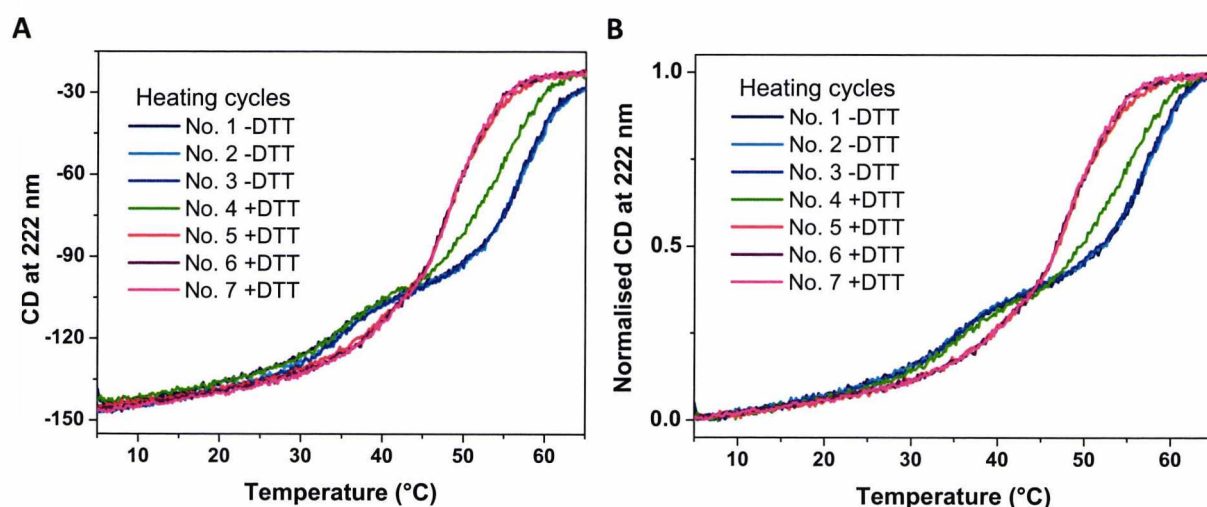 A
CD at 222 nm
-30
-60
-90
-120
-150
Heating cycles
No. 1 -DTT
No. 2 -DTT
No. 3 -DTT
No. 4 +DTT
No. 5 +DTT
No. 6 +DTT
No. 7 +DTT
10 20 30 40 50 60
Temperature (°C)
B
Normalised CD at 222 nm
1.0
0.5
0.0
Heating cycles
No. 1 -DTT
No. 2 -DTT
No. 3 -DTT
No. 4 +DTT
No. 5 +DTT
No. 6 +DTT
No. 7 +DTT
10 20 30 40 50 60
Temperature (°C)